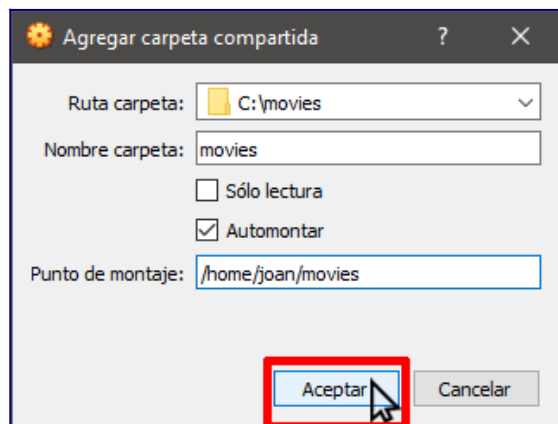 Agregar carpeta compartida ? ×
Ruta carpeta: C:\movies
Nombre carpeta: movies
Sólo lectura
Automontar
Punto de montaje: /home/joan/movies
Aceptar Cancelar